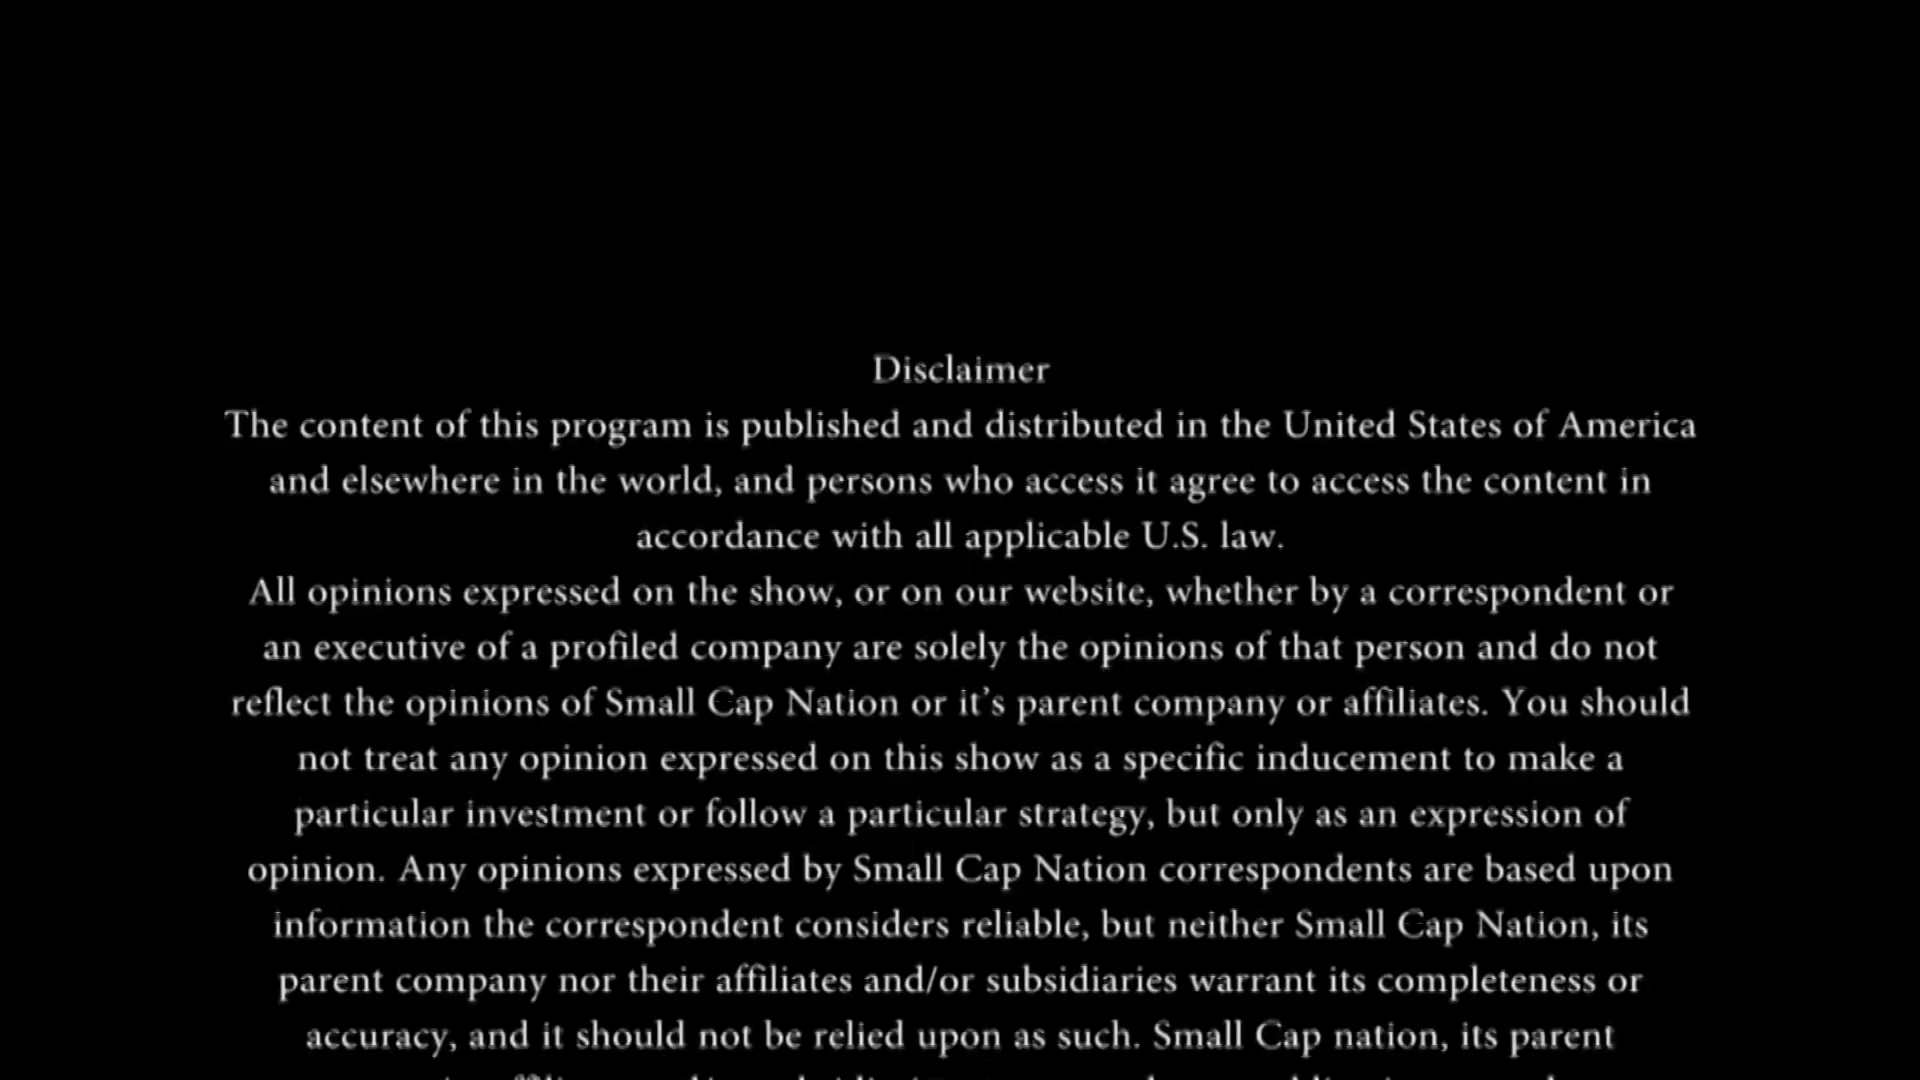 Disclaimer
The content of this program is published and distributed in the United States of America
and elsewhere in the world, and persons who access it agree to access the content in
accordance with all applicable U.S. law.
All opinions expressed on the show, or on our website, whether by a correspondent or
an executive of a profiled company are solely the opinions of that person and do not
reflect the opinions of Small Cap Nation or it’s parent company or affiliates. You should
not treat any opinion expressed on this show as a specific inducement to make a
particular investment or follow a particular strategy, but only as an expression of
opinion. Any opinions expressed by Small Cap Nation correspondents are based upon
information the correspondent considers reliable, but neither Small Cap Nation, its
parent company nor their affiliates and/or subsidiaries warrant its completeness or
accuracy, and it should not be relied upon as such. Small Cap nation, its parent